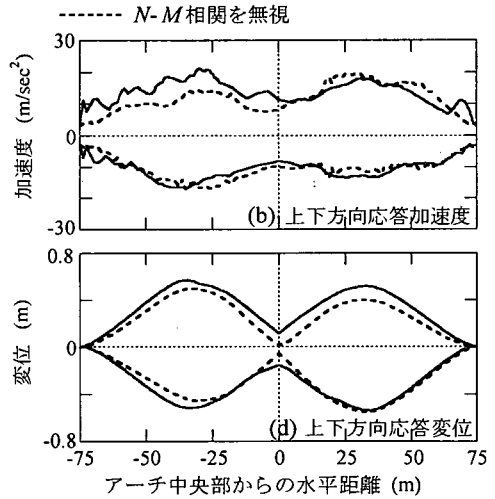 N-M相関を無視
30
0
-30
加速度 (m/sec²)
(b) 上下方向応答加速度
0.8
0
-0.8
変位 (m)
(d) 上下方向応答変位
-75 -50 -25 0 25 50 75
アーチ中央部からの水平距離 (m)